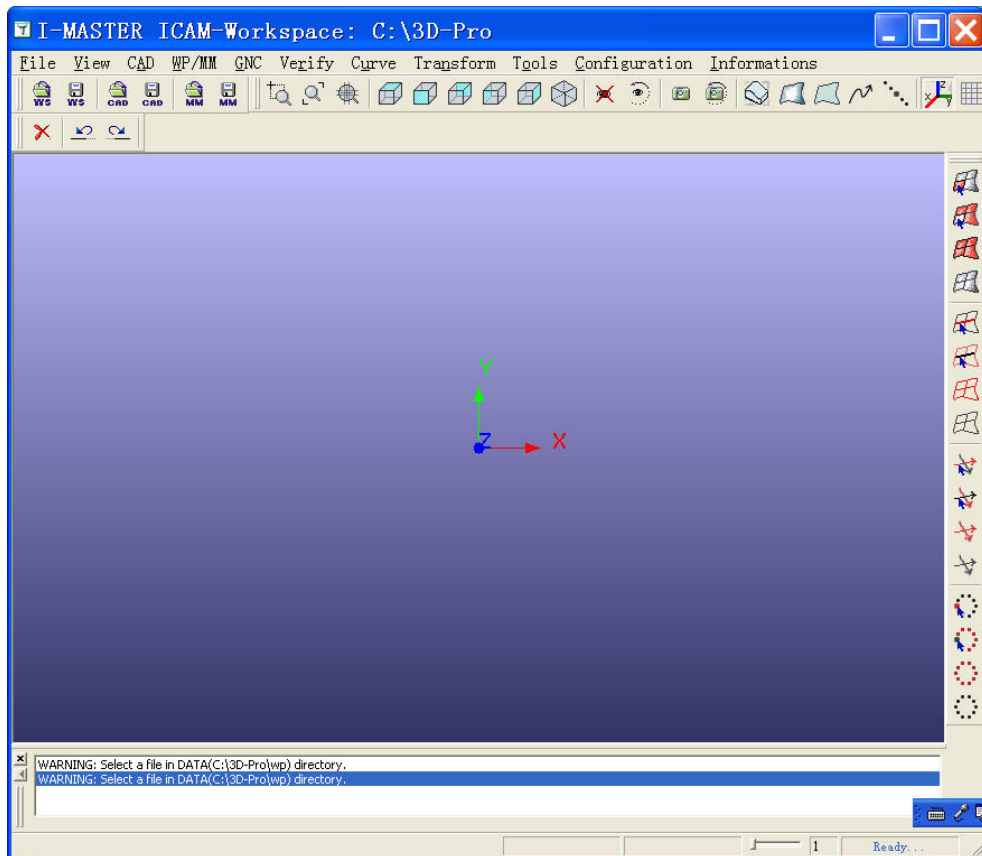 I-MASTER ICAM-Workspace: C:\3D-Pro
File View CAD WP/MM GNC Verify Curve Transform Tools Configuration Informations
WS WS CAD CAD MM MM
Y
Z X
WARNING: Select a file in DATA(C:\3D-Pro\wp) directory.
WARNING: Select a file in DATA(C:\3D-Pro\wp) directory.
1 Ready...